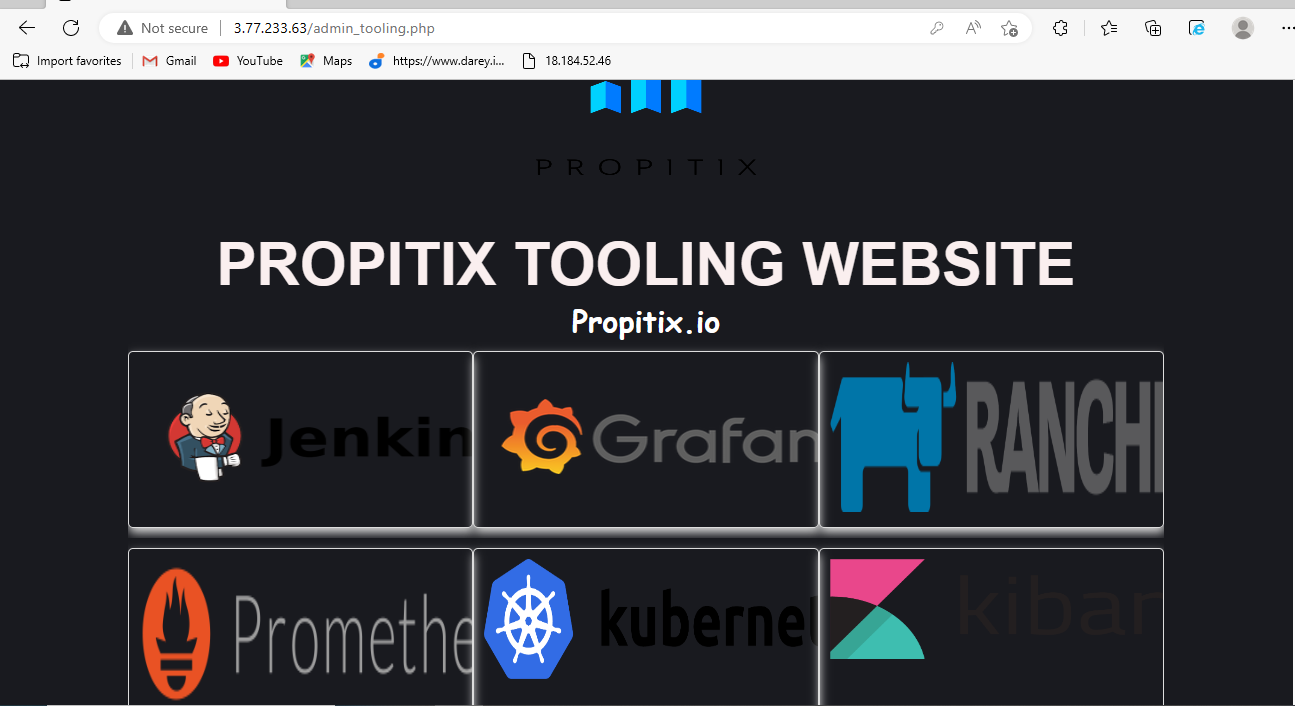 Not secure 3.77.233.63/admin_tooling.php
Import favorites Gmail YouTube Maps https://www.darey.i... 18.184.52.46
PROPITIX
PROPITIX TOOLING WEBSITE
Propitix.io
Jenkin Grafan RANCH
Promethe kubernet kibar